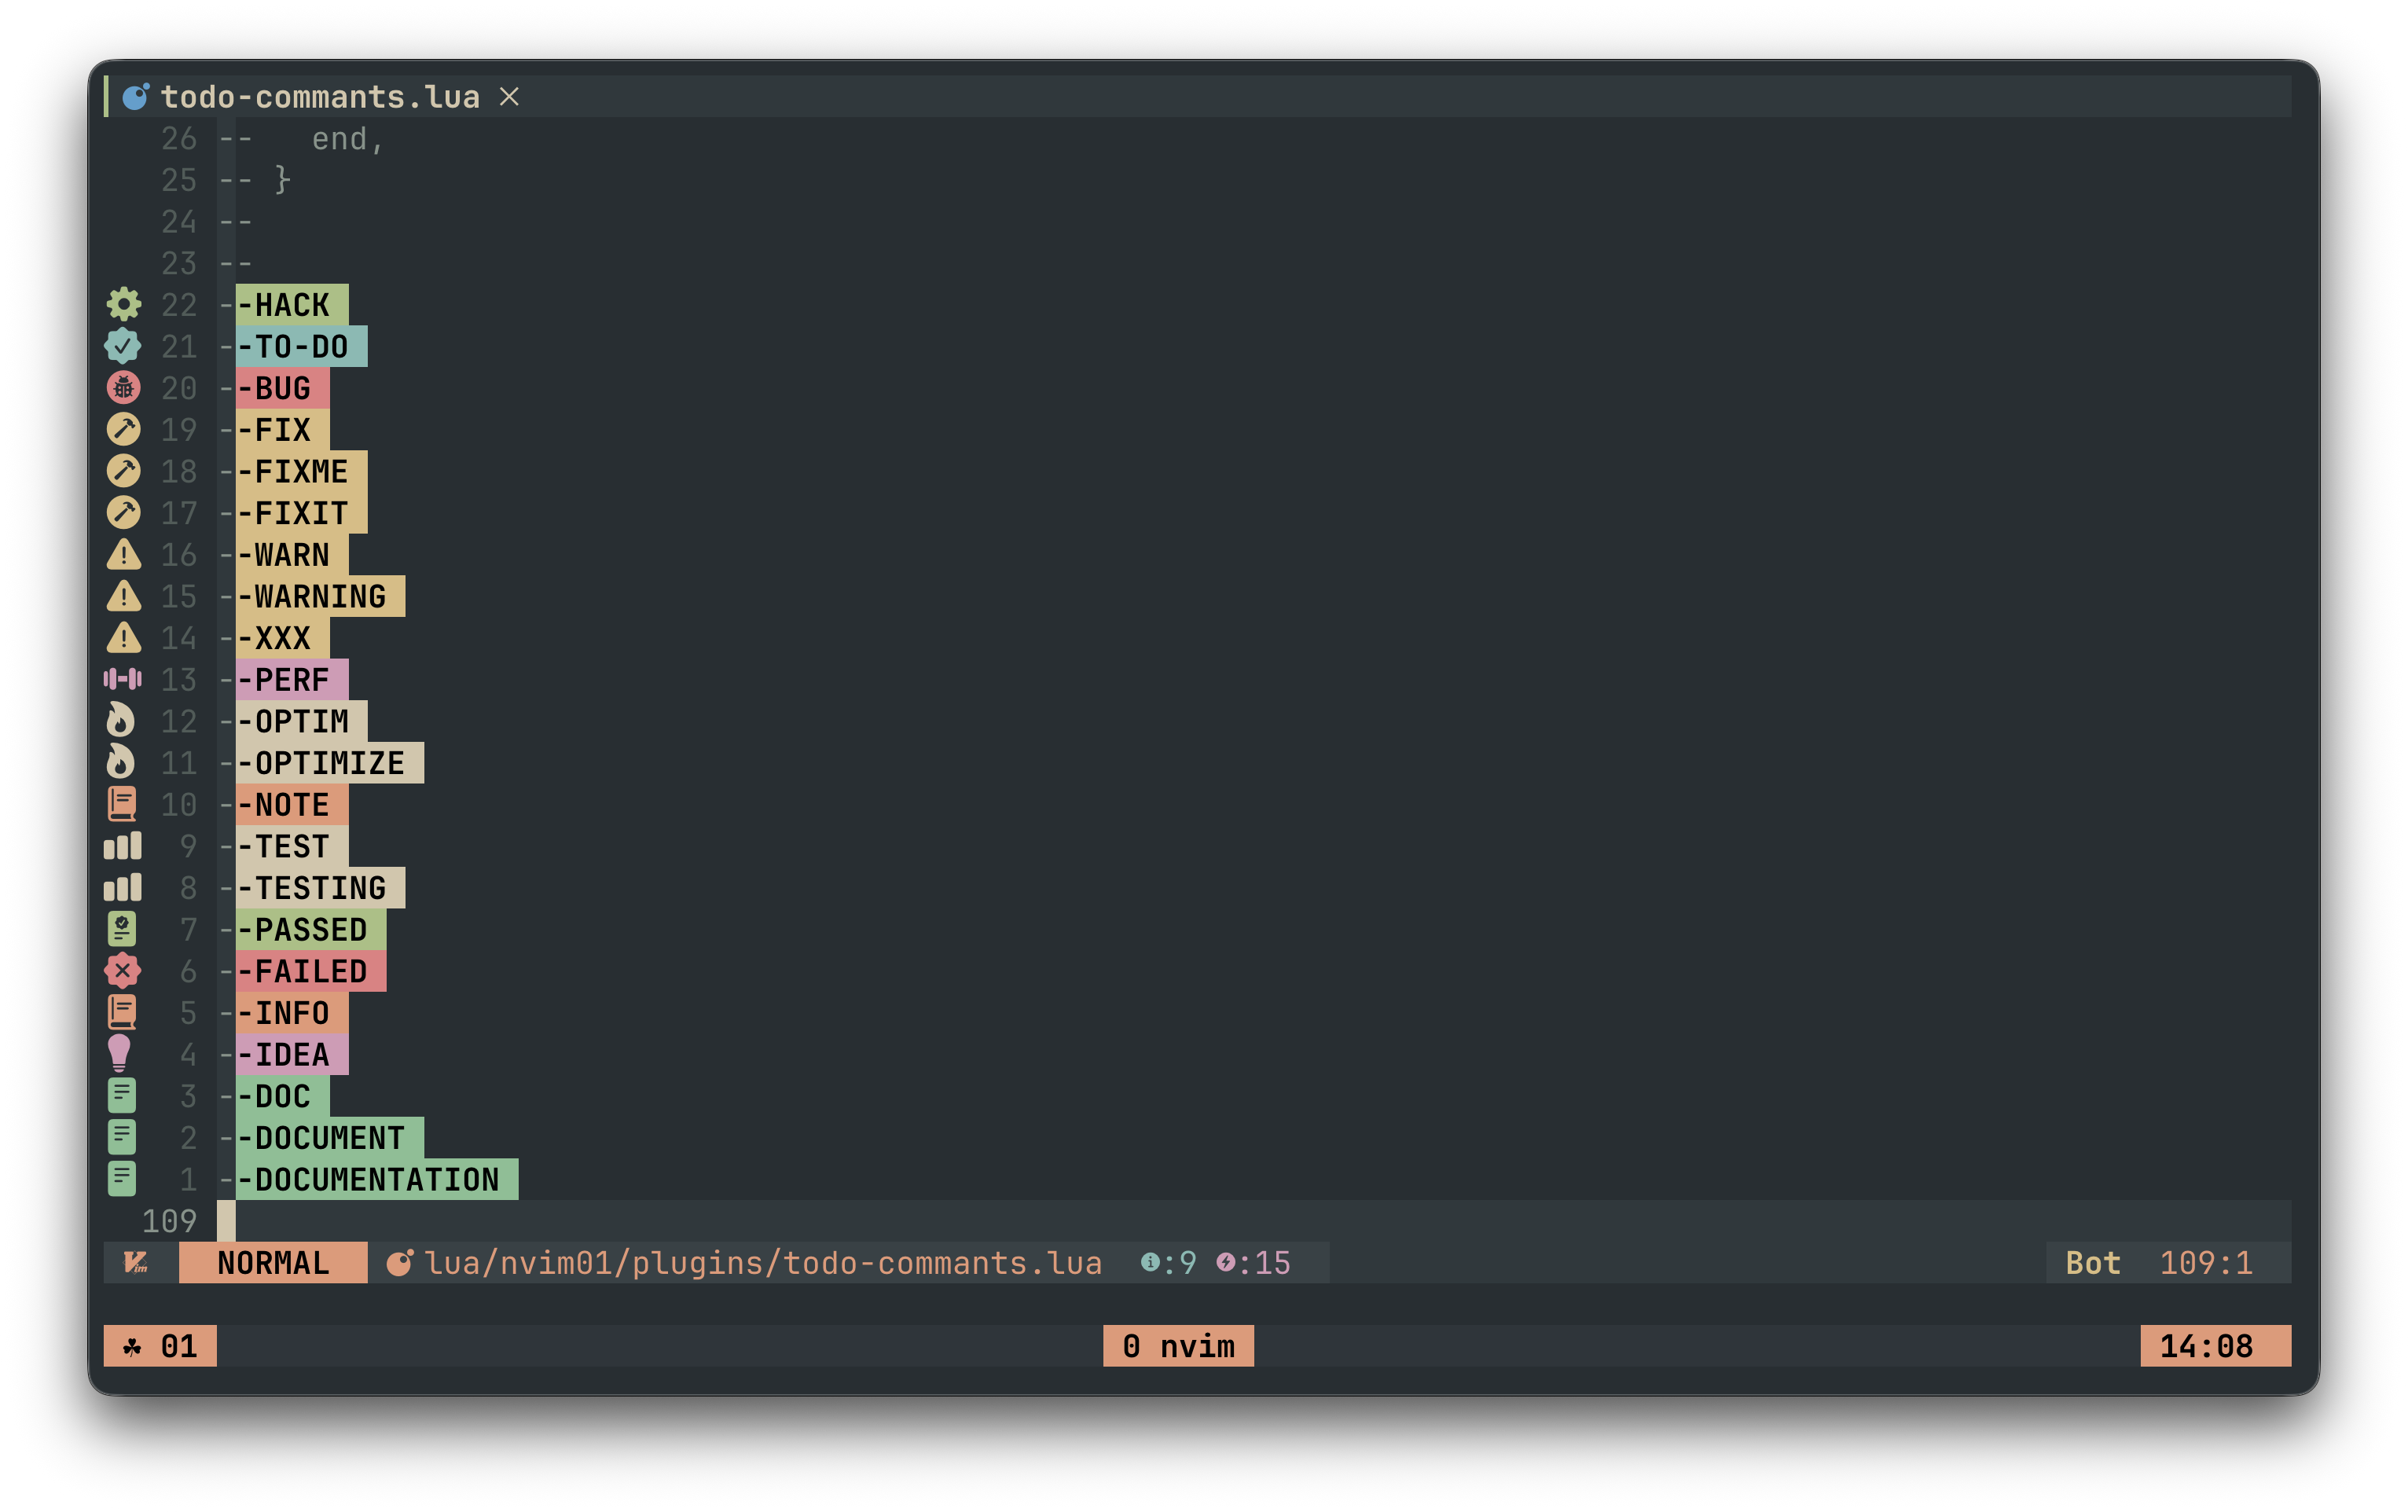 todo-commants.lua ×
26 --   end,
25 -- }
24 --
23 --
22 --HACK
21 --TO-DO
20 --BUG
19 --FIX
18 --FIXME
17 --FIXIT
16 --WARN
15 --WARNING
14 --XXX
13 --PERF
12 --OPTIM
11 --OPTIMIZE
10 --NOTE
9 --TEST
8 --TESTING
7 --PASSED
6 --FAILED
5 --INFO
4 --IDEA
3 --DOC
2 --DOCUMENT
1 --DOCUMENTATION
109
Vim NORMAL lua/nvim01/plugins/todo-commants.lua :9 :15 Bot 109:1
☘ 01 0 nvim 14:08